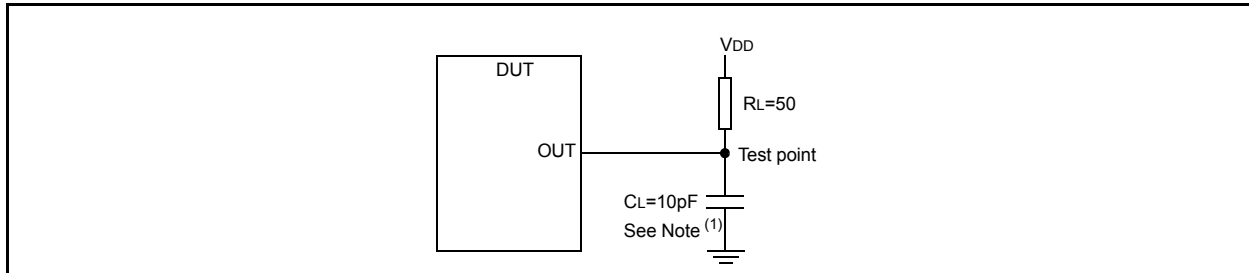 VDD
DUT
RL=50
OUT
Test point
CL=10pF
See Note (1)